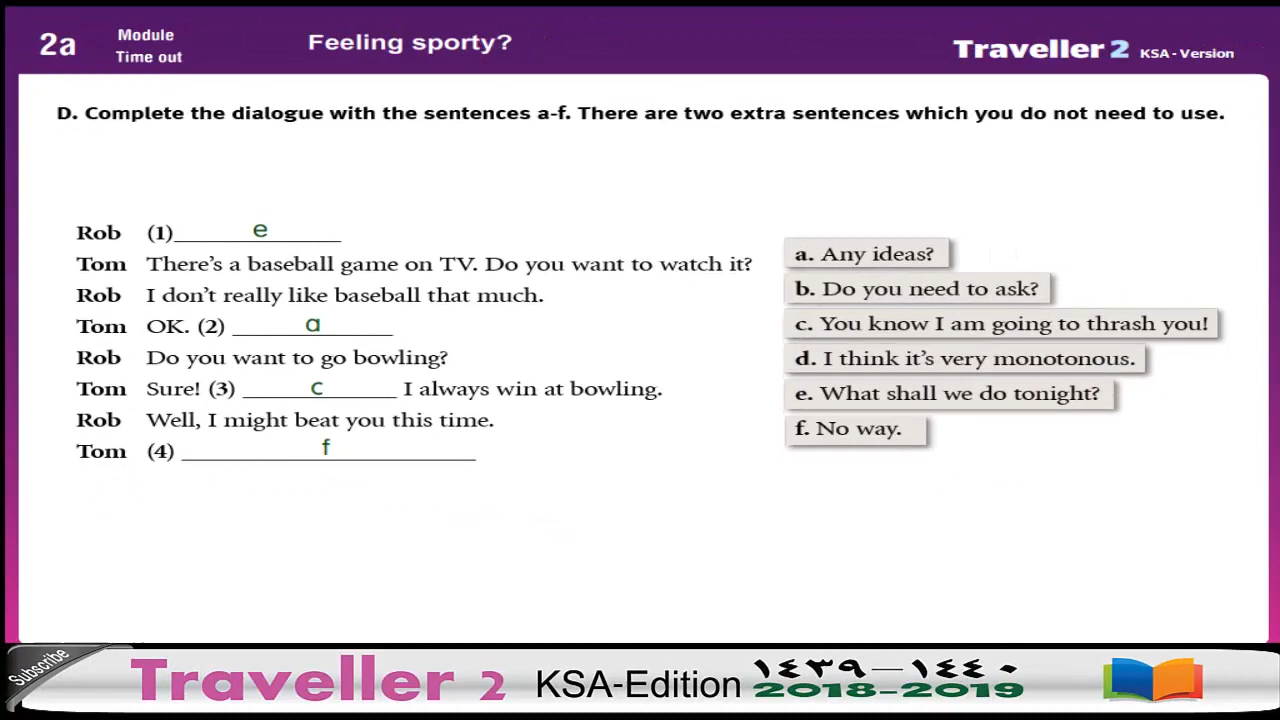 2a
Module
Time out
Feeling sporty?
Traveller 2 KSA - Version
D. Complete the dialogue with the sentences a-f. There are two extra sentences which you do not need to use.
Rob (1)____e____
Tom There's a baseball game on TV. Do you want to watch it?
Rob I don't really like baseball that much.
Tom OK. (2) ____a____
Rob Do you want to go bowling?
Tom Sure! (3) ____c____ I always win at bowling.
Rob Well, I might beat you this time.
Tom (4) ____f____
a. Any ideas?
b. Do you need to ask?
c. You know I am going to thrash you!
d. I think it's very monotonous.
e. What shall we do tonight?
f. No way.
Subscribe
Traveller 2 KSA-Edition
١٤٣٩-١٤٤٠
2018-2019